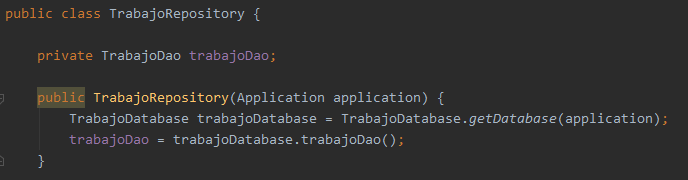 public class TrabajoRepository {
private TrabajoDao trabajoDao;
public TrabajoRepository(Application application) {
TrabajoDatabase trabajoDatabase = TrabajoDatabase.getDatabase(application);
trabajoDao = trabajoDatabase.trabajoDao();
}